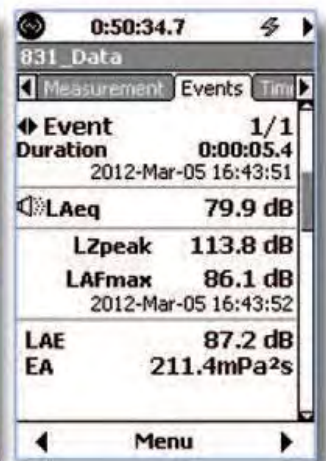 0:50:34.7
831_Data
Measurement Events Time
Event 1/1
Duration 0:00:05.4
2012-Mar-05 16:43:51
LAeq 79.9 dB
LZpeak 113.8 dB
LAFmax 86.1 dB
2012-Mar-05 16:43:52
LAE 87.2 dB
EA 211.4mPa²s
Menu